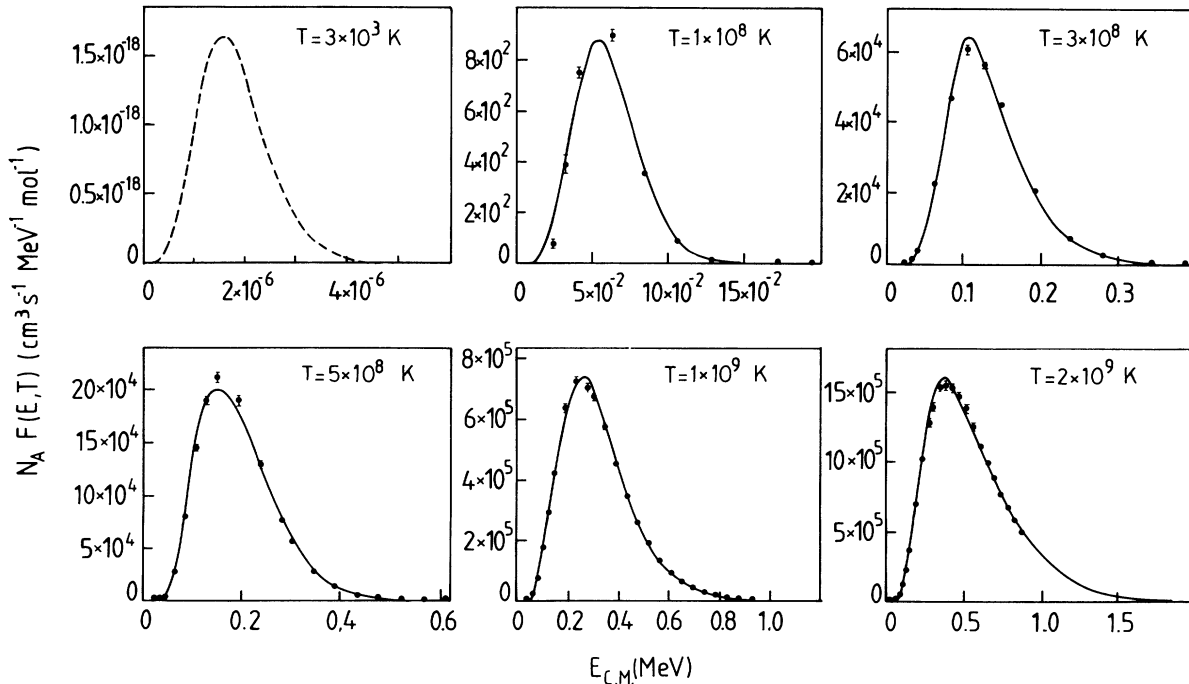 N_A F(E,T) (cm³s⁻¹ MeV⁻¹ mol⁻¹)
T=3×10³ K
1.5×10⁻¹⁸
1.0×10⁻¹⁸
0.5×10⁻¹⁸
0
0 2×10⁻⁶ 4×10⁻⁶
T=1×10⁸ K
8×10²
6×10²
4×10²
2×10²
0
0 5×10⁻² 10×10⁻² 15×10⁻²
T=3×10⁸ K
6×10⁴
4×10⁴
2×10⁴
0
0 0.1 0.2 0.3
T=5×10⁸ K
20×10⁴
15×10⁴
10×10⁴
5×10⁴
0
0 0.2 0,4 0.6
T=1×10⁹ K
8×10⁵
6×10⁵
4×10⁵
2×10⁵
0
0 0.2 0.4 0.6 0.8 1.0
T=2×10⁹ K
15×10⁵
10×10⁵
5×10⁵
0
0 0.5 1.0 1.5
E_C.M.(MeV)